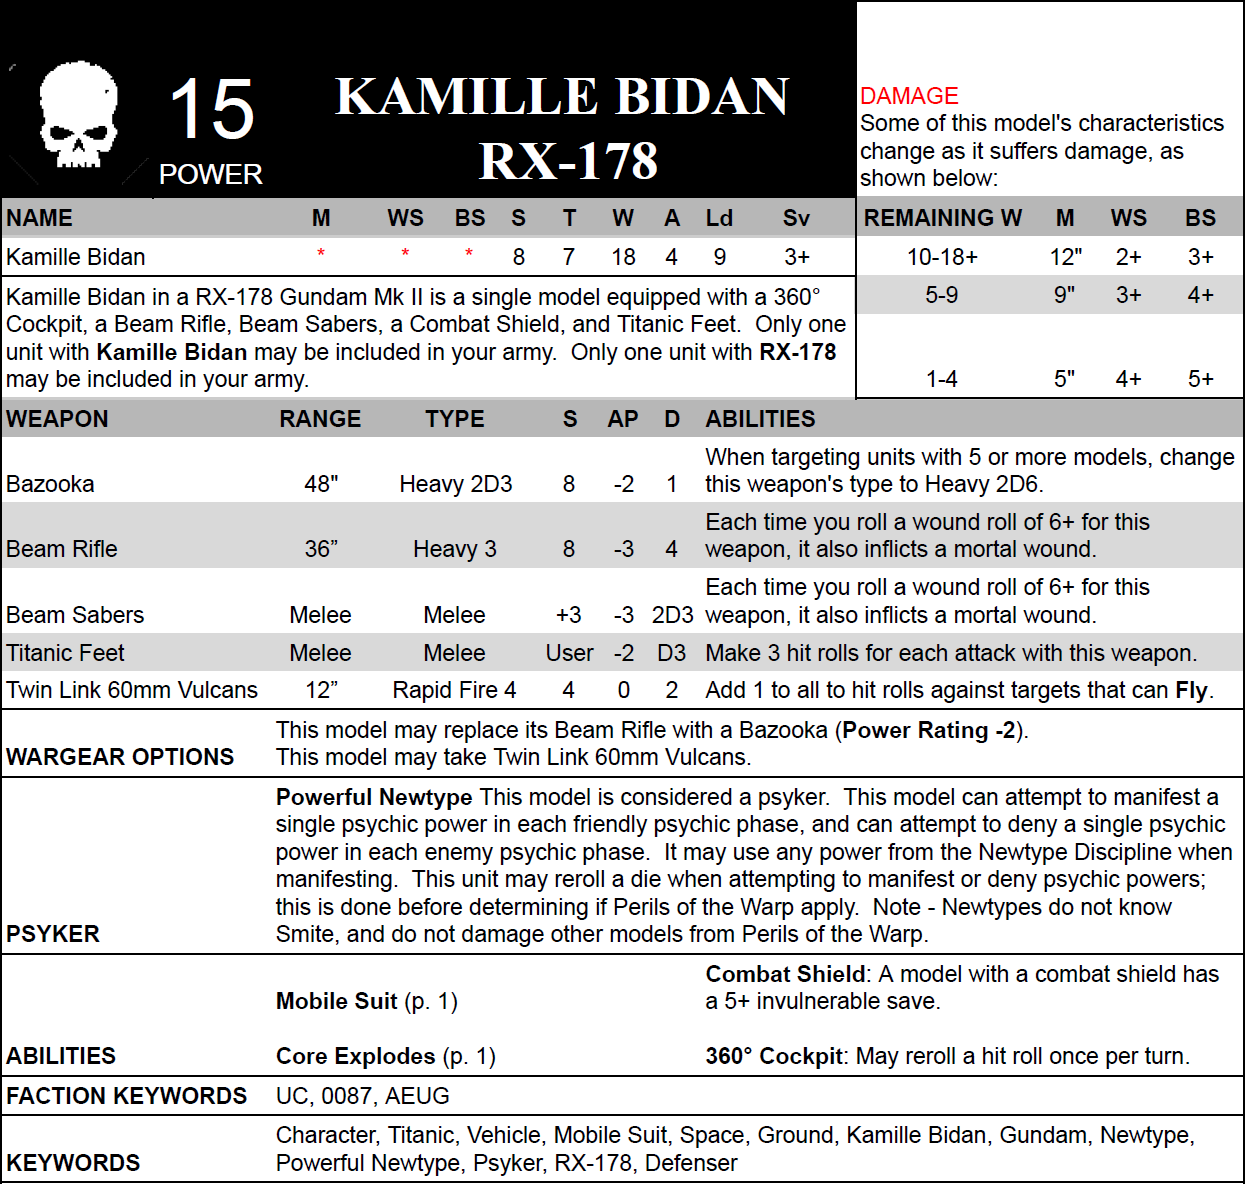 15
POWER
KAMILLE BIDAN
RX-178
DAMAGE
Some of this model's characteristics
change as it suffers damage, as
shown below:
NAME M WS BS S T W A Ld Sv
Kamille Bidan * * * 8 7 18 4 9 3+
REMAINING W M WS BS
10-18+ 12" 2+ 3+
5-9 9" 3+ 4+
1-4 5" 4+ 5+
Kamille Bidan in a RX-178 Gundam Mk II is a single model equipped with a 360°
Cockpit, a Beam Rifle, Beam Sabers, a Combat Shield, and Titanic Feet.  Only one
unit with Kamille Bidan may be included in your army.  Only one unit with RX-178
may be included in your army.
WEAPON RANGE TYPE S AP D ABILITIES
When targeting units with 5 or more models, change
Bazooka 48" Heavy 2D3 8 -2 1 this weapon's type to Heavy 2D6.
Each time you roll a wound roll of 6+ for this
Beam Rifle 36” Heavy 3 8 -3 4 weapon, it also inflicts a mortal wound.
Each time you roll a wound roll of 6+ for this
Beam Sabers Melee Melee +3 -3 2D3 weapon, it also inflicts a mortal wound.
Titanic Feet Melee Melee User -2 D3 Make 3 hit rolls for each attack with this weapon.
Twin Link 60mm Vulcans 12” Rapid Fire 4 4 0 2 Add 1 to all to hit rolls against targets that can Fly.
This model may replace its Beam Rifle with a Bazooka (Power Rating -2).
WARGEAR OPTIONS This model may take Twin Link 60mm Vulcans.
Powerful Newtype This model is considered a psyker.  This model can attempt to manifest a
single psychic power in each friendly psychic phase, and can attempt to deny a single psychic
power in each enemy psychic phase.  It may use any power from the Newtype Discipline when
manifesting.  This unit may reroll a die when attempting to manifest or deny psychic powers;
this is done before determining if Perils of the Warp apply.  Note - Newtypes do not know
PSYKER Smite, and do not damage other models from Perils of the Warp.
Combat Shield: A model with a combat shield has
Mobile Suit (p. 1) a 5+ invulnerable save.
ABILITIES Core Explodes (p. 1) 360° Cockpit: May reroll a hit roll once per turn.
FACTION KEYWORDS UC, 0087, AEUG
Character, Titanic, Vehicle, Mobile Suit, Space, Ground, Kamille Bidan, Gundam, Newtype,
KEYWORDS Powerful Newtype, Psyker, RX-178, Defenser